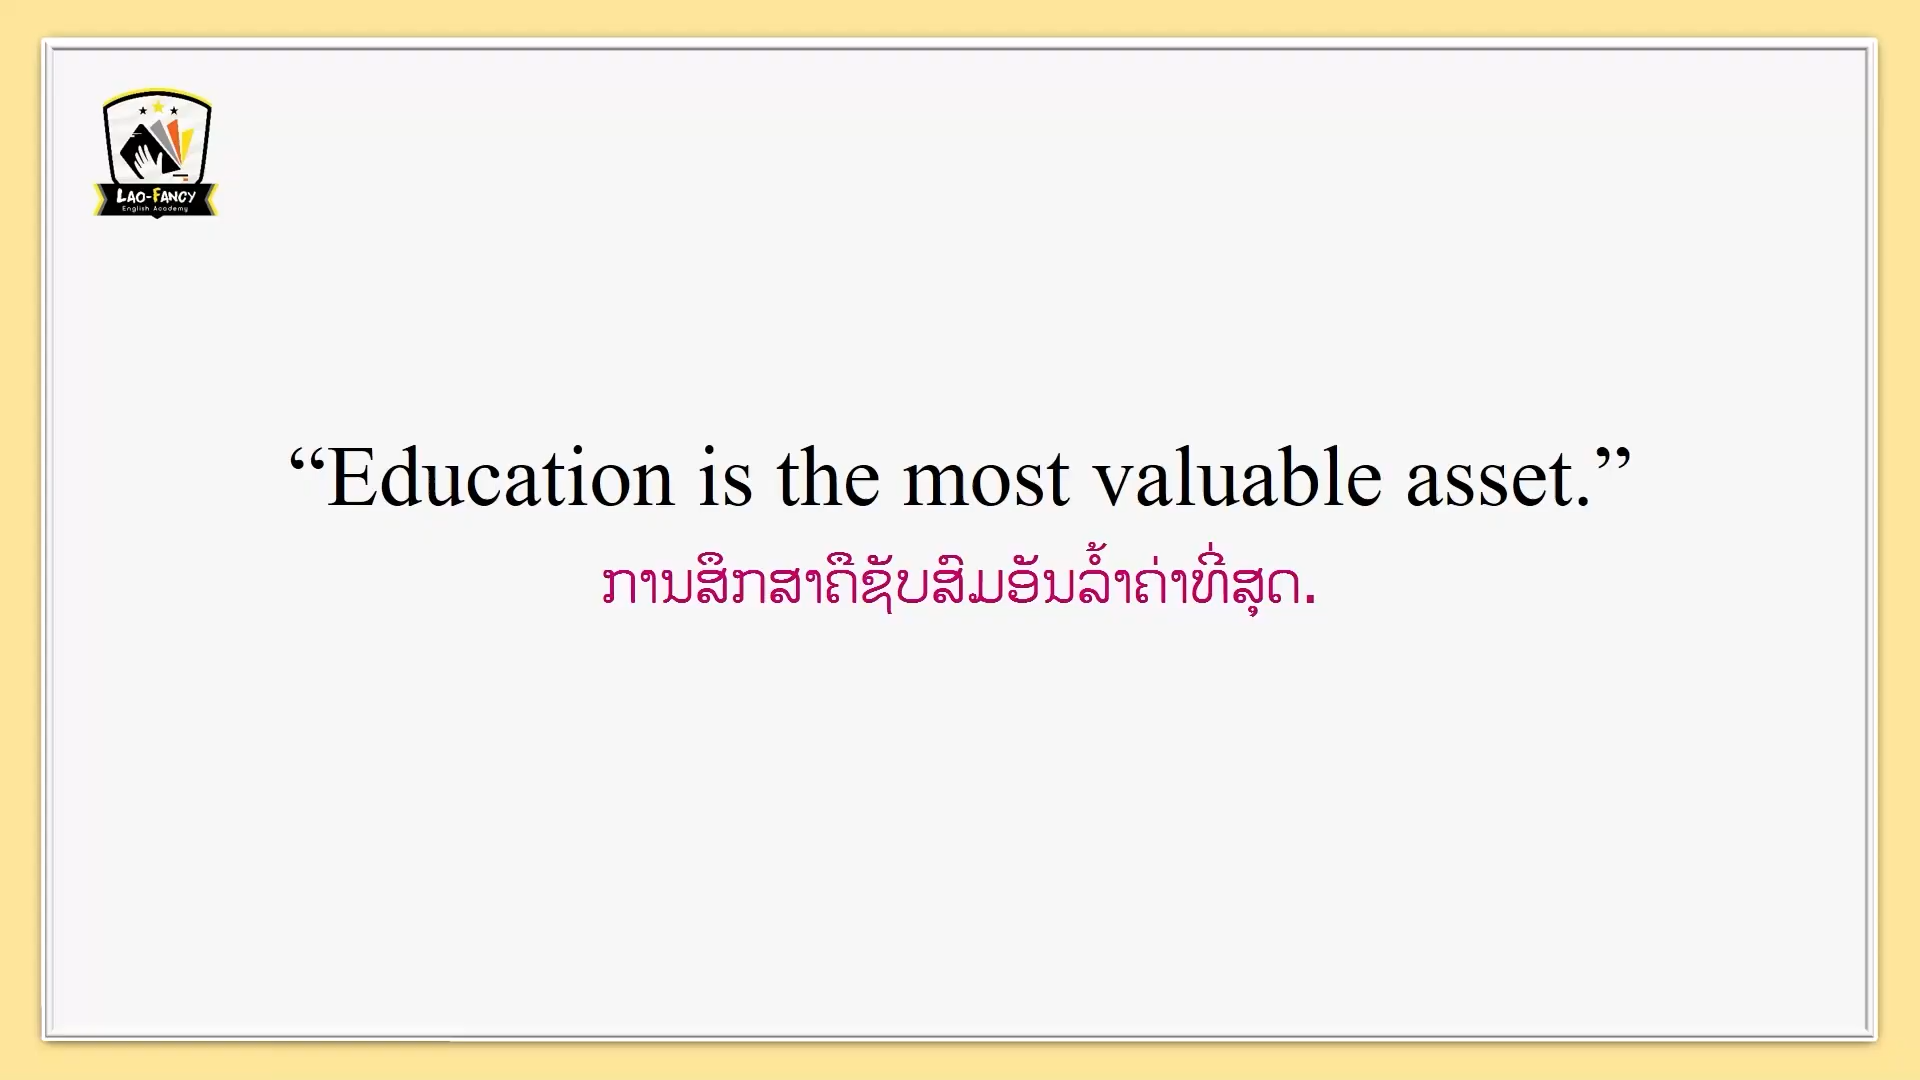 LAO-FANCY
English Academy
“Education is the most valuable asset.”
ການສຶກສາຄືຊັບສົມອັນລ້ຳຄ່າທີ່ສຸດ.